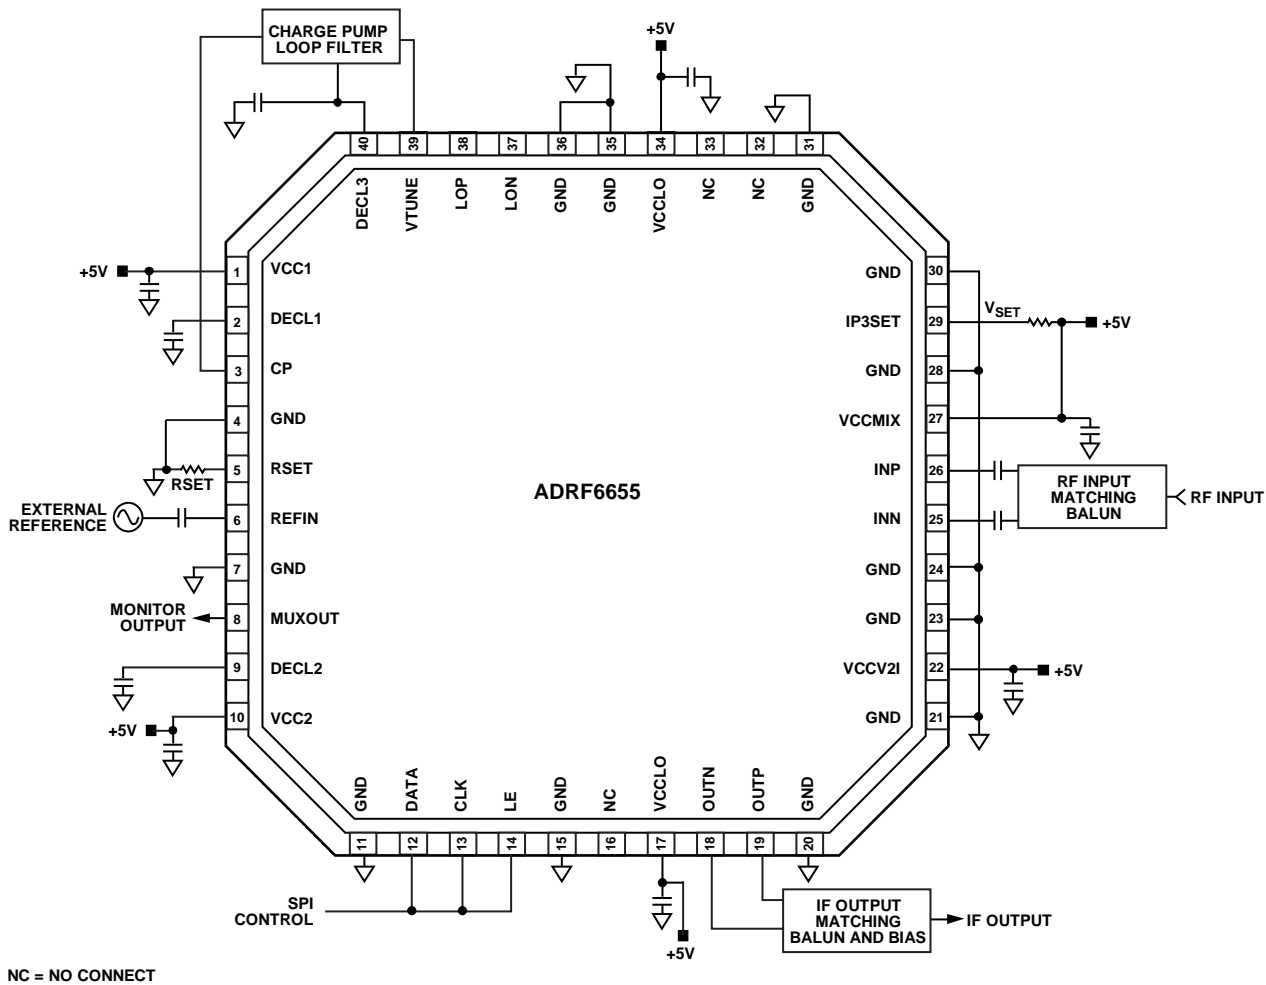 CHARGE PUMP
LOOP FILTER
+5V
40
39
38
37
36
35
34
33
32
31
DECL3
VTUNE
LOP
LON
GND
GND
VCCLO
NC
NC
GND
+5V
1 VCC1
2 DECL1
3 CP
4 GND
5 RSET
RSET
EXTERNAL
REFERENCE
6 REFIN
7 GND
MONITOR
OUTPUT
8 MUXOUT
9 DECL2
+5V
10 VCC2
ADRF6655
GND 30
IP3SET 29
VSET
+5V
GND 28
VCCMIX 27
INP 26
INN 25
RF INPUT
MATCHING
BALUN
RF INPUT
GND 24
GND 23
VCCV2I 22
+5V
GND 21
GND
DATA
CLK
LE
GND
NC
VCCLO
OUTN
OUTP
GND
11
12
13
14
15
16
17
18
19
20
SPI
CONTROL
+5V
IF OUTPUT
MATCHING
BALUN AND BIAS
IF OUTPUT
NC = NO CONNECT